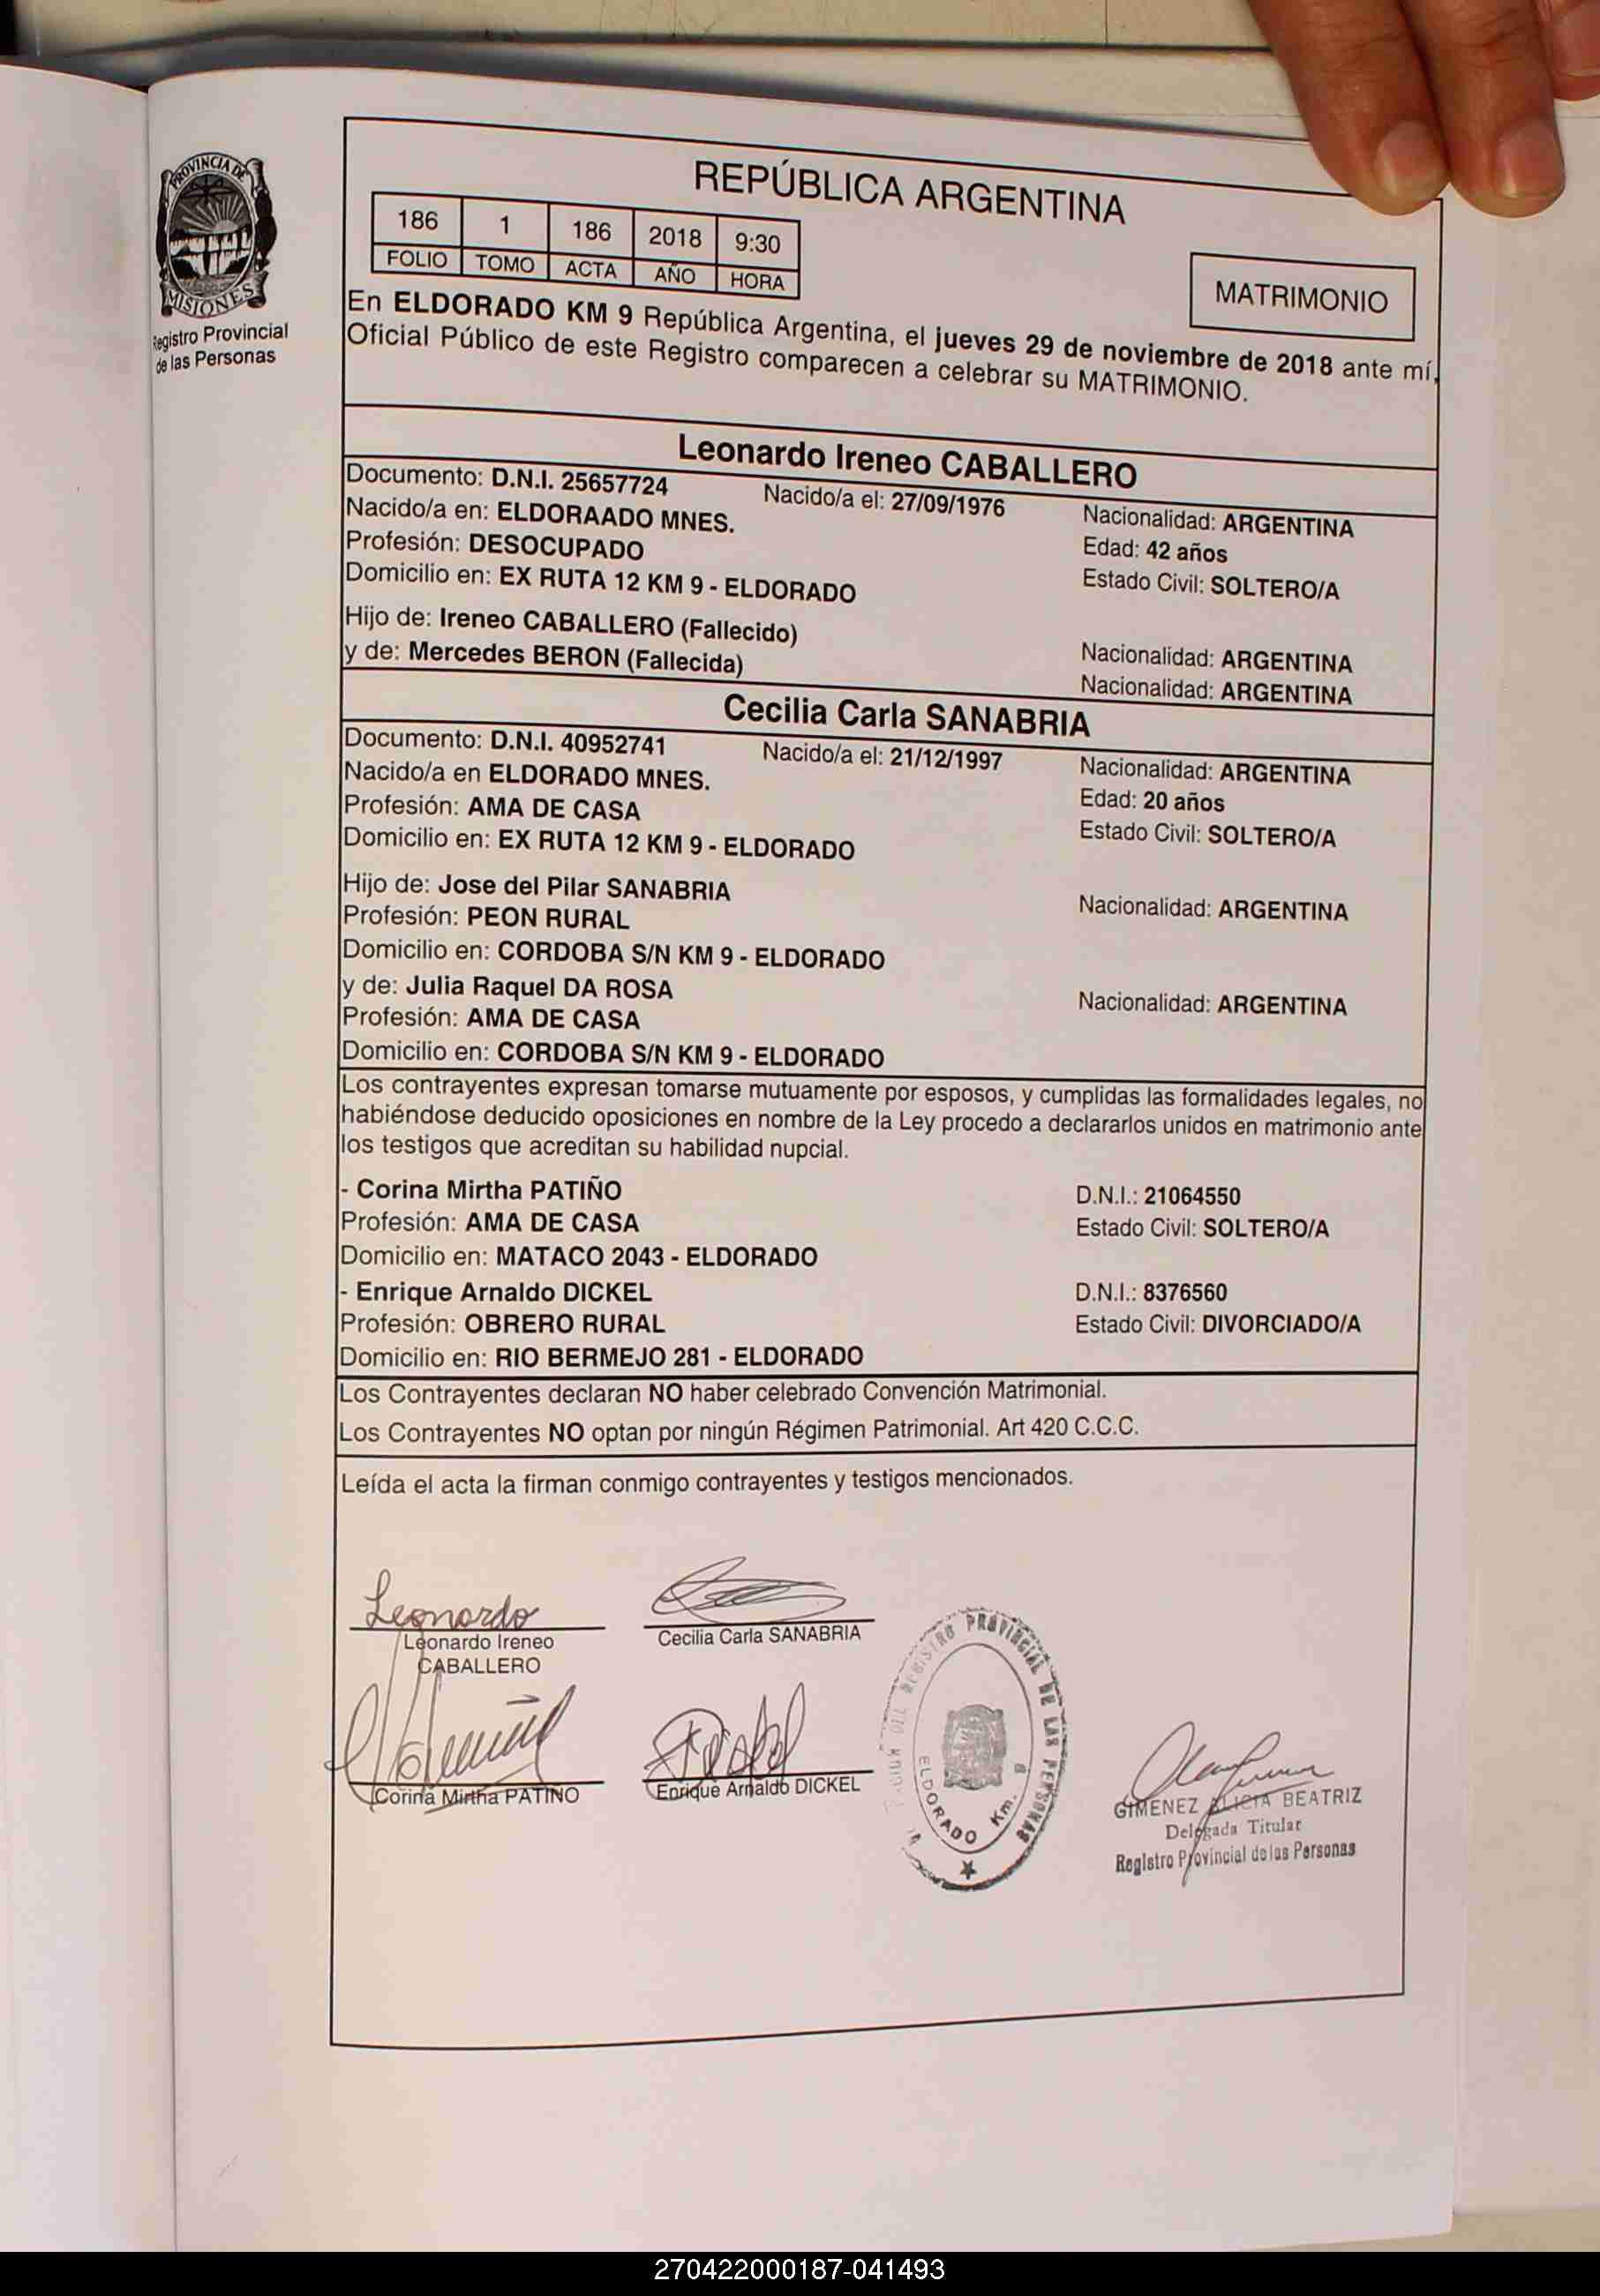 PROVINCIA DE
MISIONES
Registro Provincial
de las Personas
REPÚBLICA ARGENTINA
186 1 186 2018 9:30
FOLIO TOMO ACTA AÑO HORA
MATRIMONIO
En ELDORADO KM 9 República Argentina, el jueves 29 de noviembre de 2018 ante mí,
Oficial Público de este Registro comparecen a celebrar su MATRIMONIO.
Leonardo Ireneo CABALLERO
Documento: D.N.I. 25657724 Nacido/a el: 27/09/1976 Nacionalidad: ARGENTINA
Nacido/a en: ELDORAADO MNES. Edad: 42 años
Profesión: DESOCUPADO Estado Civil: SOLTERO/A
Domicilio en: EX RUTA 12 KM 9 - ELDORADO
Hijo de: Ireneo CABALLERO (Fallecido) Nacionalidad: ARGENTINA
y de: Mercedes BERON (Fallecida) Nacionalidad: ARGENTINA
Cecilia Carla SANABRIA
Documento: D.N.I. 40952741 Nacido/a el: 21/12/1997 Nacionalidad: ARGENTINA
Nacido/a en ELDORADO MNES. Edad: 20 años
Profesión: AMA DE CASA Estado Civil: SOLTERO/A
Domicilio en: EX RUTA 12 KM 9 - ELDORADO
Hijo de: Jose del Pilar SANABRIA Nacionalidad: ARGENTINA
Profesión: PEON RURAL
Domicilio en: CORDOBA S/N KM 9 - ELDORADO
y de: Julia Raquel DA ROSA Nacionalidad: ARGENTINA
Profesión: AMA DE CASA
Domicilio en: CORDOBA S/N KM 9 - ELDORADO
Los contrayentes expresan tomarse mutuamente por esposos, y cumplidas las formalidades legales, no
habiéndose deducido oposiciones en nombre de la Ley procedo a declararlos unidos en matrimonio ante
los testigos que acreditan su habilidad nupcial.
- Corina Mirtha PATIÑO D.N.I.: 21064550
Profesión: AMA DE CASA Estado Civil: SOLTERO/A
Domicilio en: MATACO 2043 - ELDORADO
- Enrique Arnaldo DICKEL D.N.I.: 8376560
Profesión: OBRERO RURAL Estado Civil: DIVORCIADO/A
Domicilio en: RIO BERMEJO 281 - ELDORADO
Los Contrayentes declaran NO haber celebrado Convención Matrimonial.
Los Contrayentes NO optan por ningún Régimen Patrimonial. Art 420 C.C.C.
Leída el acta la firman conmigo contrayentes y testigos mencionados.
Leonardo
Leonardo Ireneo
CABALLERO
Cecilia Carla SANABRIA
Corina Mirtha PATIÑO
Enrique Arnaldo DICKEL
REGISTRO PROVINCIAL DE LAS PERSONAS
ELDORADO Km. 9
GIMENEZ ALICIA BEATRIZ
Delegada Titular
Registro Provincial de las Personas
270422000187-041493